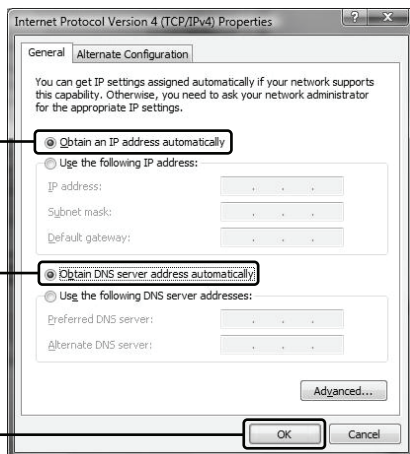 Internet Protocol Version 4 (TCP/IPv4) Properties
General
Alternate Configuration
You can get IP settings assigned automatically if your network supports
this capability. Otherwise, you need to ask your network administrator
for the appropriate IP settings.
Obtain an IP address automatically
Use the following IP address:
IP address:
Subnet mask:
Default gateway:
Obtain DNS server address automatically
Use the following DNS server addresses:
Preferred DNS server:
Alternate DNS server:
Advanced...
OK
Cancel